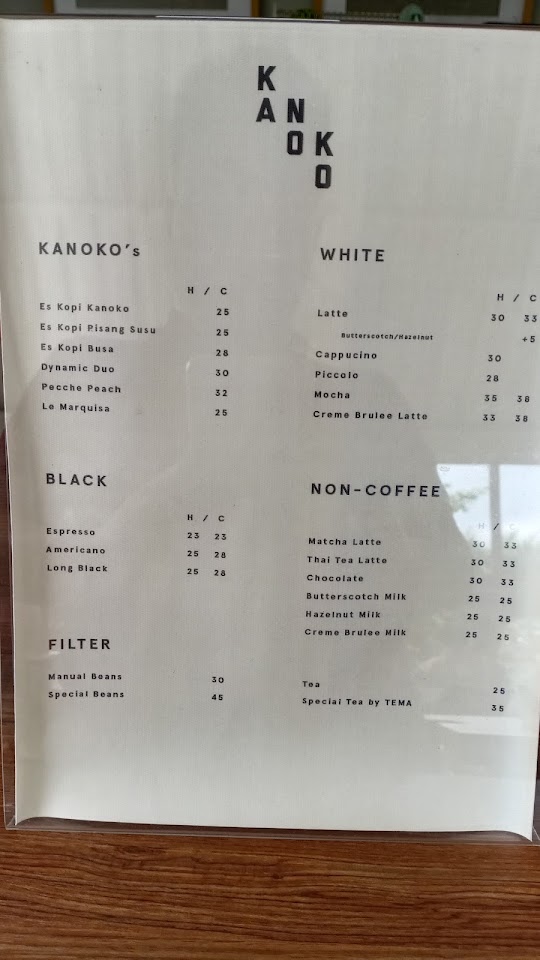 KANOKO
KANOKO's
H / C
Es Kopi Kanoko 25
Es Kopi Pisang Susu 25
Es Kopi Busa 28
Dynamic Duo 30
Pecche Peach 32
Le Marquisa 25
BLACK
H / C
Espresso 23 23
Americano 25 28
Long Black 25 28
FILTER
Manual Beans 30
Special Beans 45
WHITE
H / C
Latte 30 33
Butterscotch/Hazelnut +5
Cappucino 30
Piccolo 28
Mocha 35 38
Creme Brulee Latte 33 38
NON-COFFEE
H / C
Matcha Latte 30 33
Thai Tea Latte 30 33
Chocolate 30 33
Butterscotch Milk 25 25
Hazelnut Milk 25 25
Creme Brulee Milk 25 25
Tea 25
Special Tea by TEMA 35